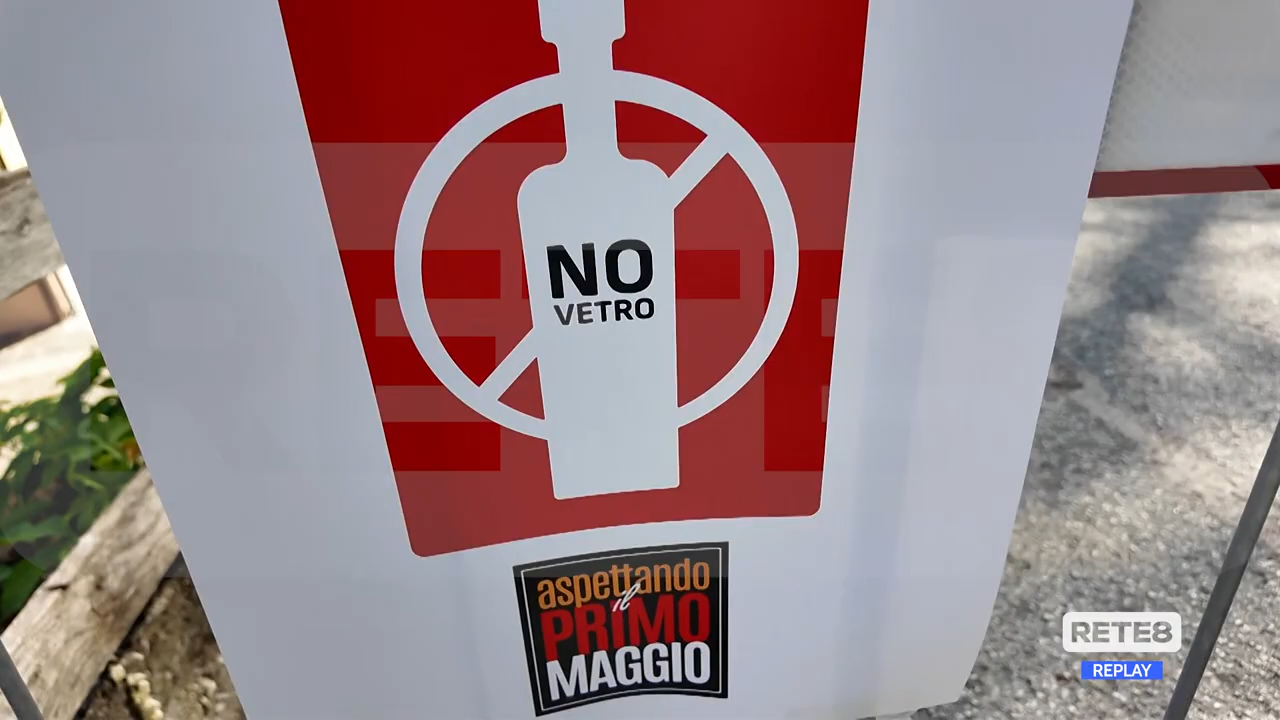 NO
VETRO
aspettando
il
PRIMO
MAGGIO
RETE8
REPLAY